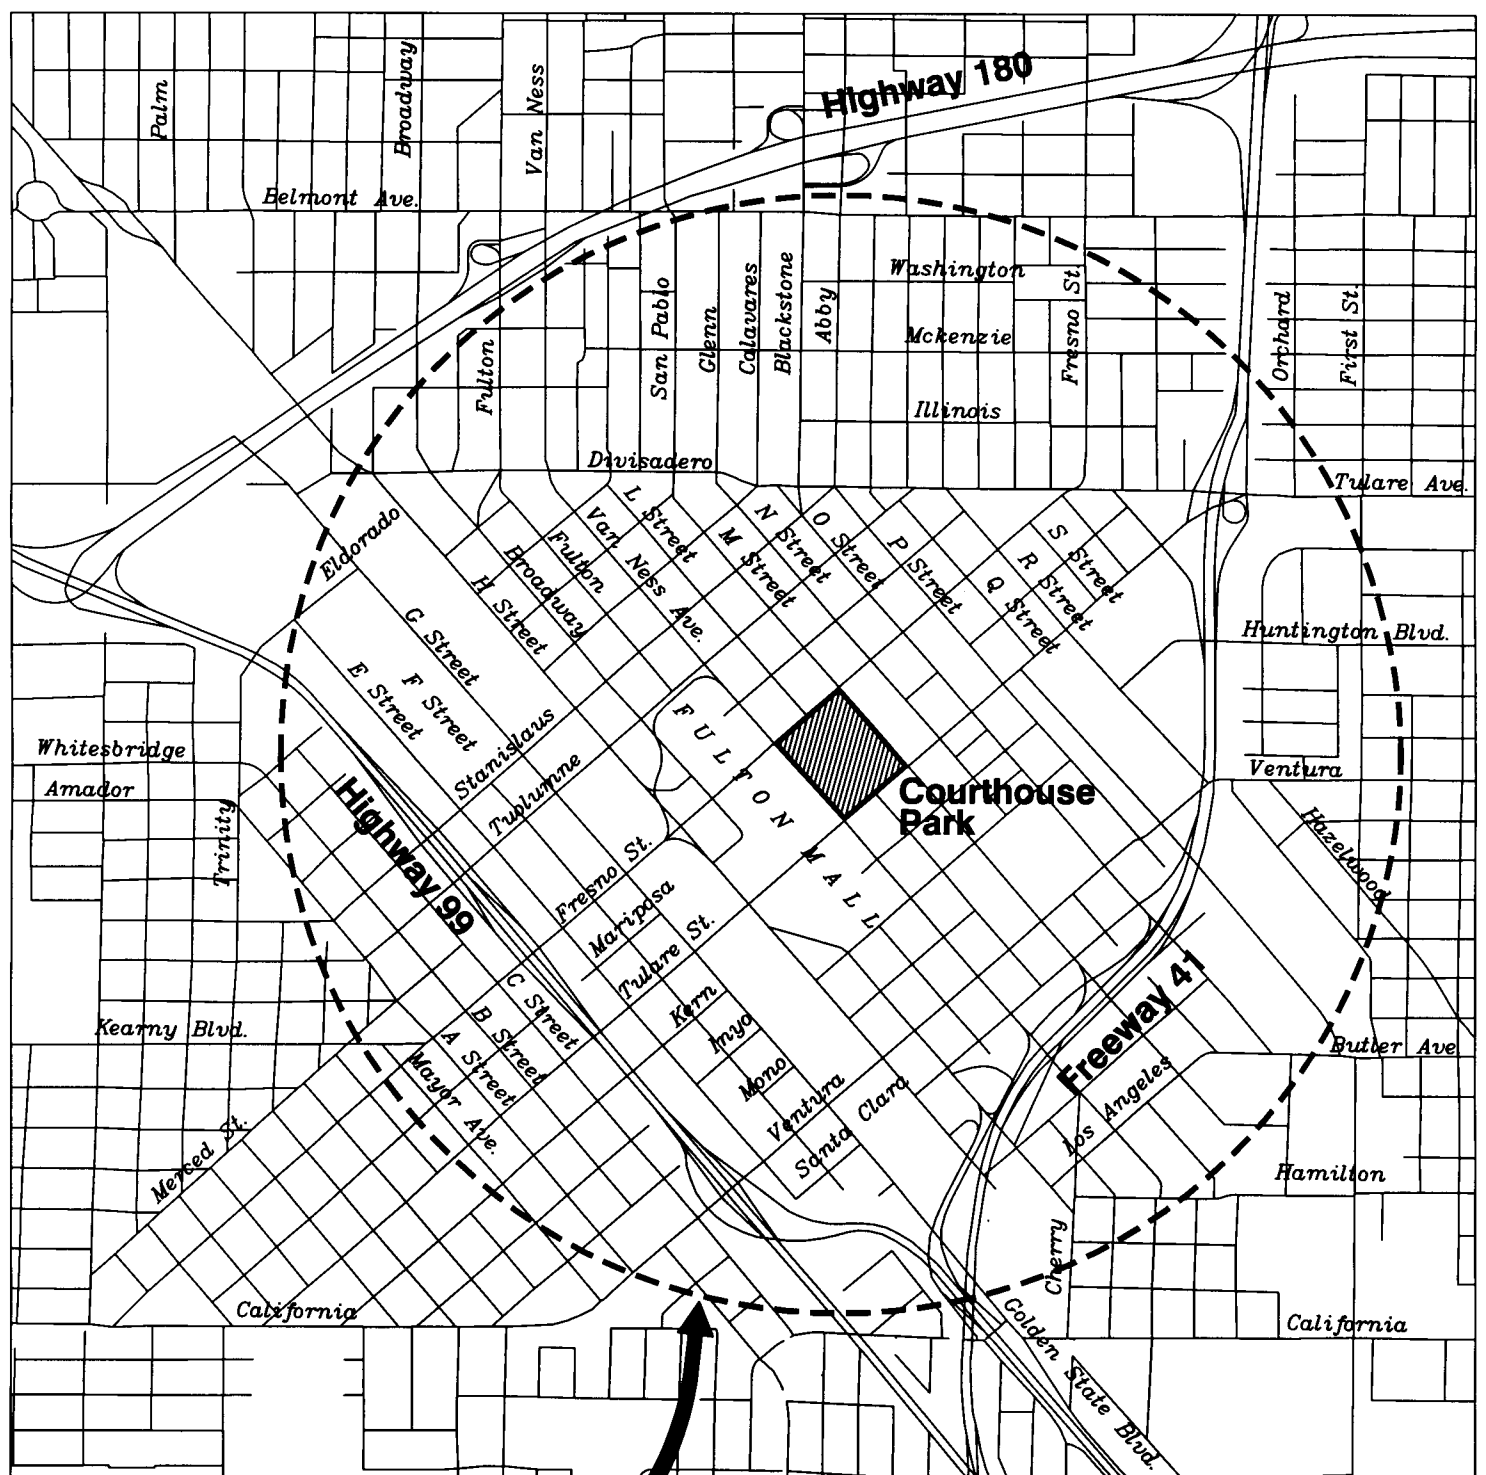 Highway 180
Palm
Broadway
Van Ness
Belmont Ave.
Washington
Mckenzie
Illinois
Fulton
San Pablo
Glenn
Calavares
Blackstone
Abby
Fresno St.
Orchard
First St.
Divisadero
Tulare Ave.
Eldorado
L Street
Van Ness Ave.
Fulton
Broadway
H Street
M Street
N Street
O Street
P Street
Q Street
R Street
S Street
G Street
F Street
E Street
Huntington Blvd.
Whitesbridge
Amador
Trinity
Stanislaus
Tuolumne
FULTON MALL
Courthouse
Park
Ventura
Hazelwood
Highway 99
Fresno St.
Mariposa
Tulare St.
Kern
Inyo
Mono
Ventura
Santa Clara
C Street
B Street
A Street
Mayor Ave.
Kearny Blvd.
Merced St.
Freeway 41
Los Angeles
Butler Ave
Hamilton
Cherry
California
California
Golden State Blvd.